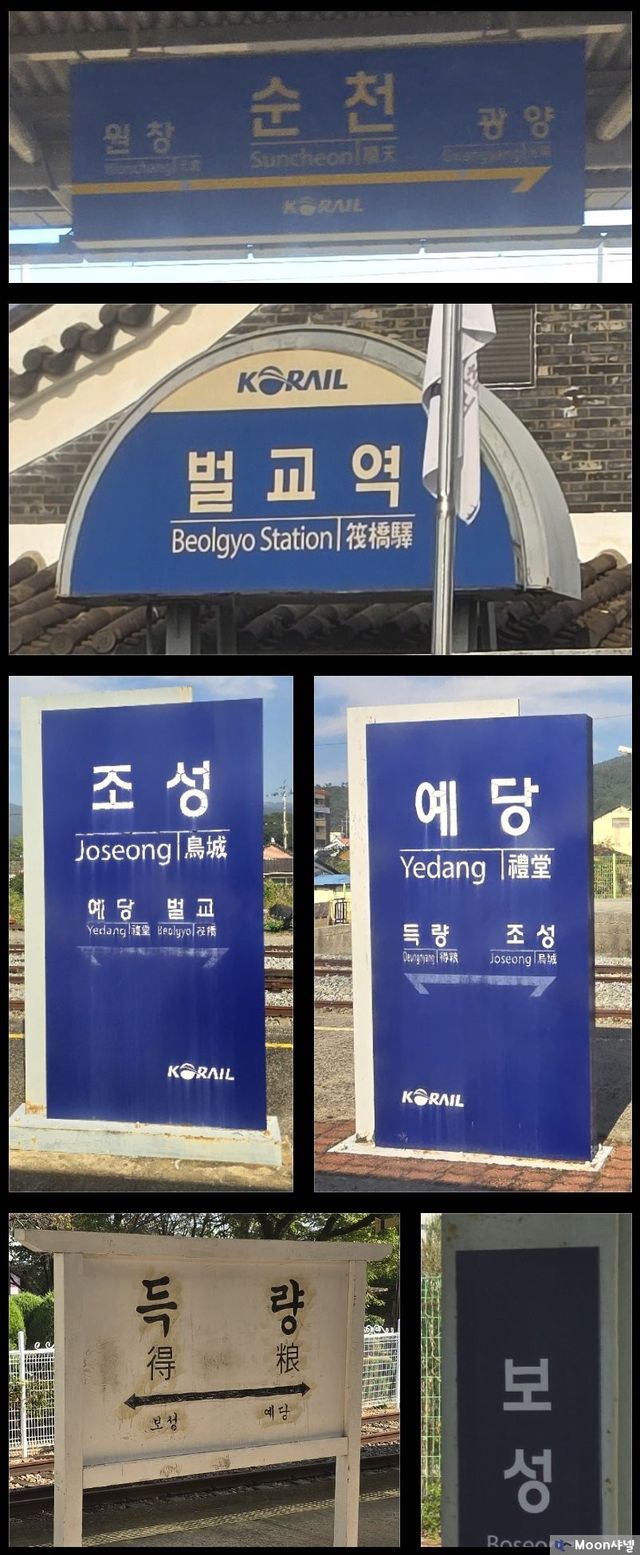 순천
Suncheon 順天
원창
Wonchang
광양
Gwangyang
KORAIL
KORAIL
벌교역
Beolgyo Station 筏橋驛
조성
Joseong 鳥城
예당 벌교
Yedang 禮堂 Beolgyo 筏橋
KORAIL
예당
Yedang 禮堂
득량 조성
Deungnyang 得粮 Joseong 鳥城
KORAIL
득량
得粮
보성 예당
보
성
Moon샤넬